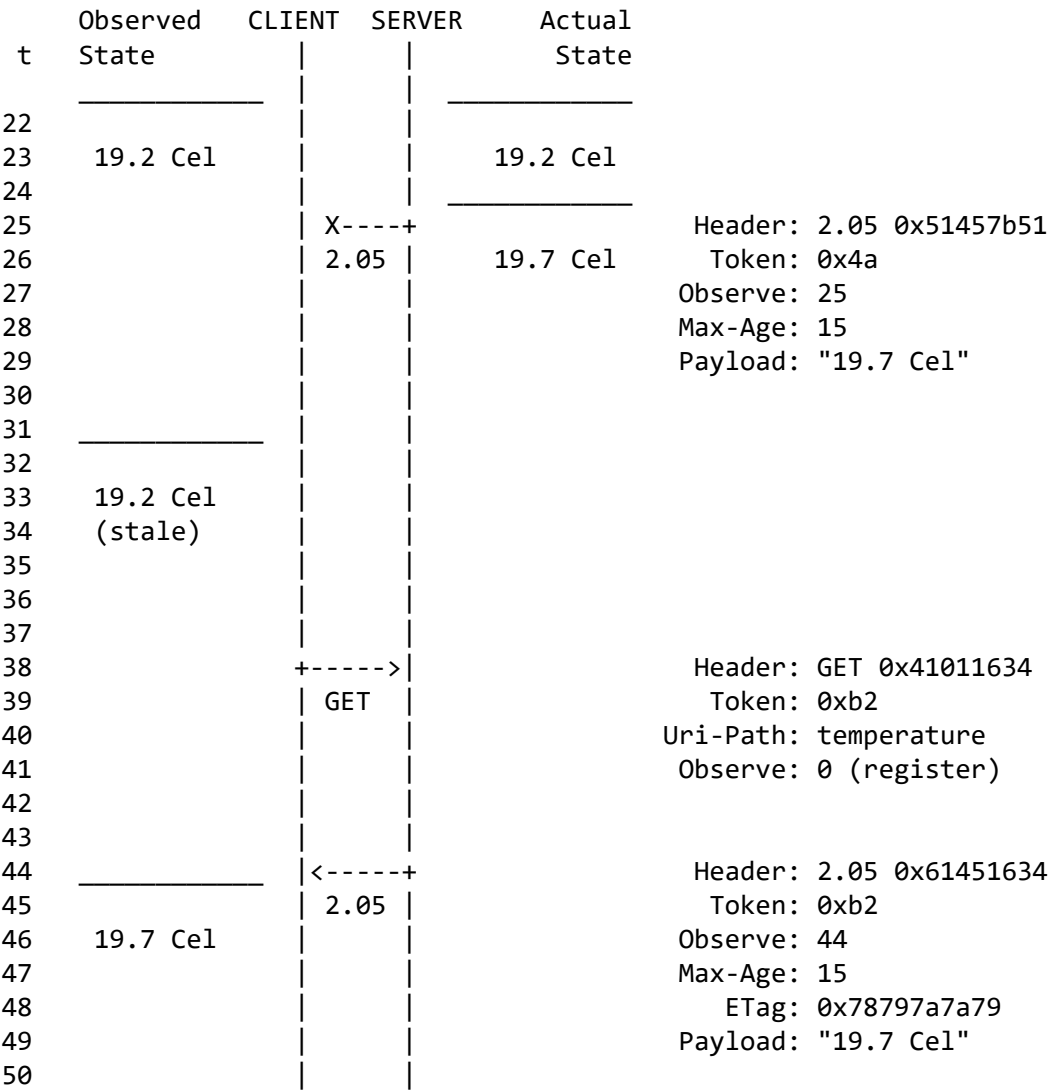 Observed   CLIENT  SERVER     Actual
 t   State         |      |         State
     ____________  |      |  ____________
22                 |      |
23    19.2 Cel     |      |     19.2 Cel
24                 |      |  ____________
25                 | X----+                  Header: 2.05 0x51457b51
26                 | 2.05 |     19.7 Cel      Token: 0x4a
27                 |      |                 Observe: 25
28                 |      |                 Max-Age: 15
29                 |      |                 Payload: "19.7 Cel"
30                 |      |
31   ____________  |      |
32                 |      |
33    19.2 Cel     |      |
34    (stale)      |      |
35                 |      |
36                 |      |
37                 |      |
38                 +----->|                  Header: GET 0x41011634
39                 | GET  |                   Token: 0xb2
40                 |      |                Uri-Path: temperature
41                 |      |                 Observe: 0 (register)
42                 |      |
43                 |      |
44   ____________  |<-----+                  Header: 2.05 0x61451634
45                 | 2.05 |                   Token: 0xb2
46    19.7 Cel     |      |                 Observe: 44
47                 |      |                 Max-Age: 15
48                 |      |                    ETag: 0x78797a7a79
49                 |      |                 Payload: "19.7 Cel"
50                 |      |